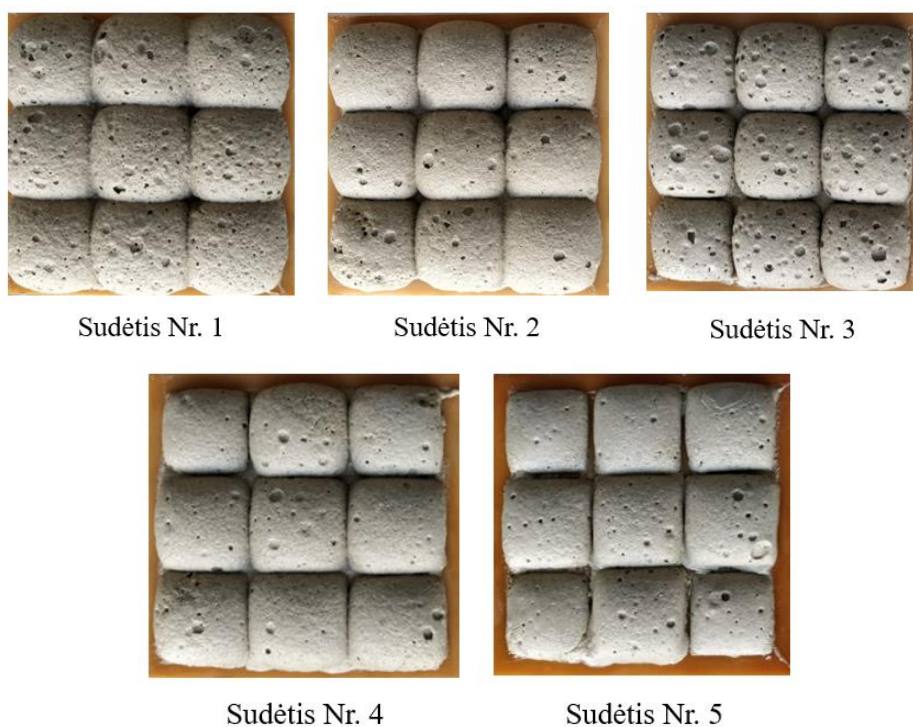 Sudėtis Nr. 1
Sudėtis Nr. 2
Sudėtis Nr. 3
Sudėtis Nr. 4
Sudėtis Nr. 5